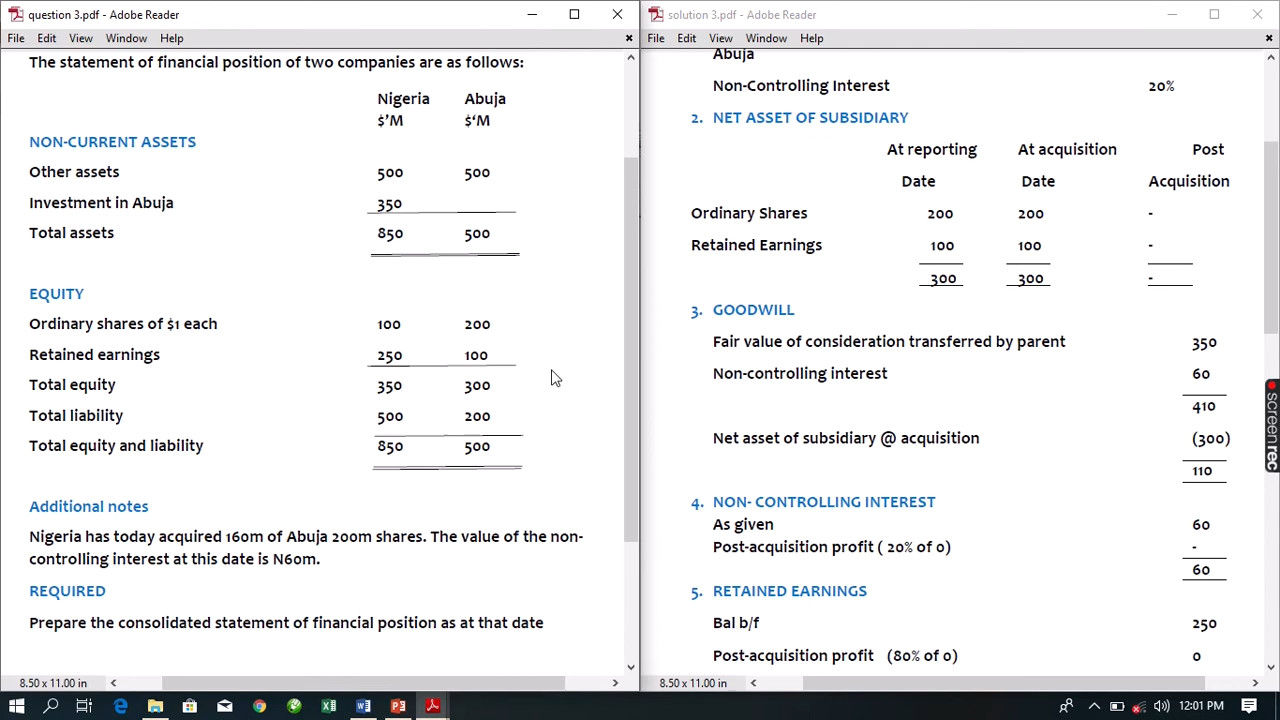 question 3.pdf - Adobe Reader
File Edit View Window Help
The statement of financial position of two companies are as follows:
Nigeria Abuja
$’M $‘M
NON-CURRENT ASSETS
Other assets 500 500
Investment in Abuja 350
Total assets 850 500
EQUITY
Ordinary shares of $1 each 100 200
Retained earnings 250 100
Total equity 350 300
Total liability 500 200
Total equity and liability 850 500
Additional notes
Nigeria has today acquired 160m of Abuja 200m shares. The value of the non-
controlling interest at this date is N60m.
REQUIRED
Prepare the consolidated statement of financial position as at that date
8.50 x 11.00 in
solution 3.pdf - Adobe Reader
File Edit View Window Help
Abuja
Non-Controlling Interest 20%
2. NET ASSET OF SUBSIDIARY
At reporting At acquisition Post
Date Date Acquisition
Ordinary Shares 200 200 -
Retained Earnings 100 100 -
300 300 -
3. GOODWILL
Fair value of consideration transferred by parent 350
Non-controlling interest 60
410
Net asset of subsidiary @ acquisition (300)
110
4. NON- CONTROLLING INTEREST
As given 60
Post-acquisition profit ( 20% of 0) -
60
5. RETAINED EARNINGS
Bal b/f 250
Post-acquisition profit (80% of 0) 0
8.50 x 11.00 in
screenrec
12:01 PM